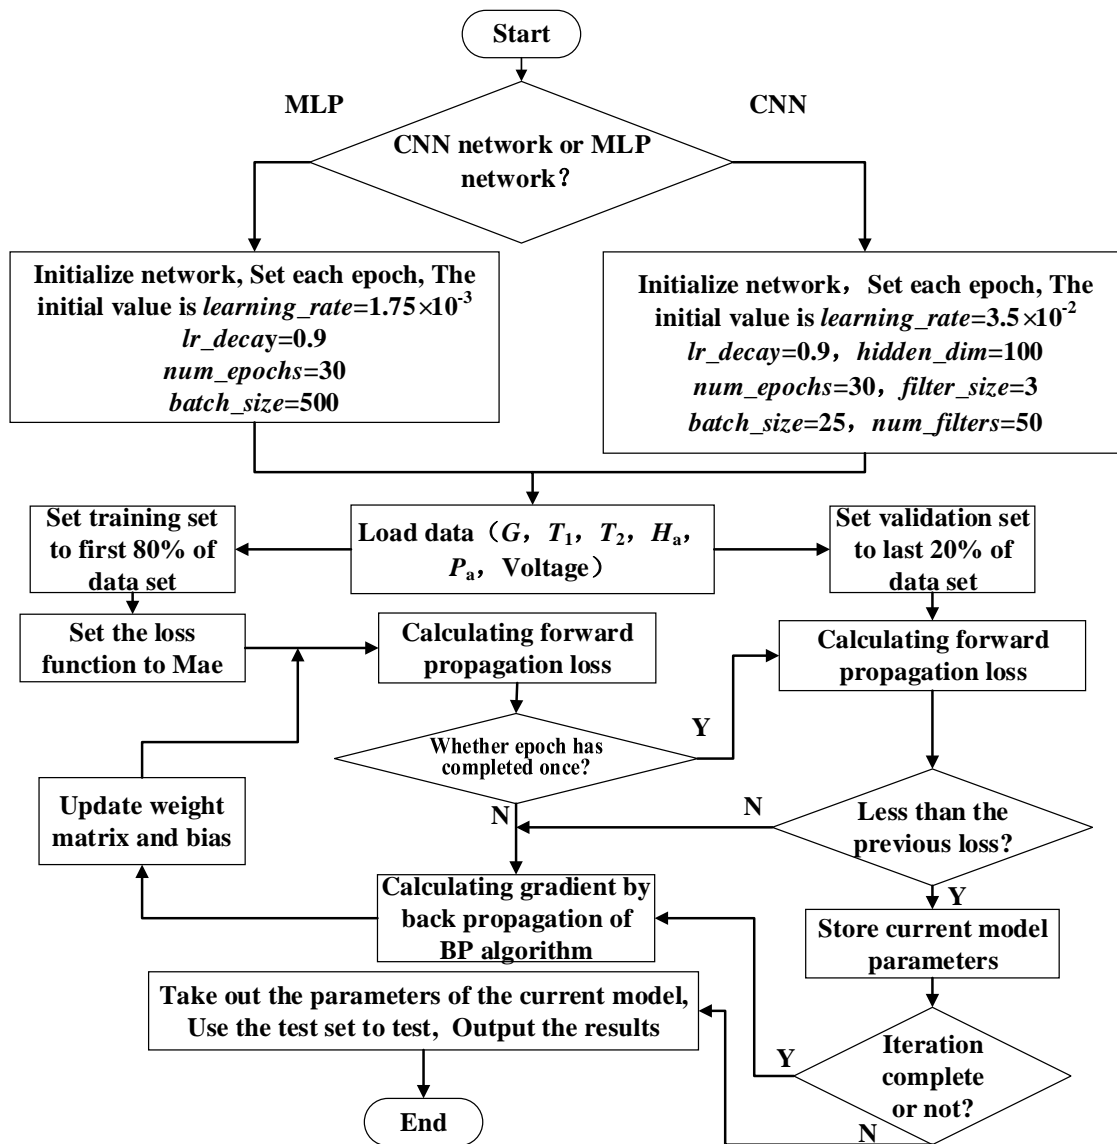 Start
MLP
CNN
CNN network or MLP
network？
Initialize network, Set each epoch, The
initial value is learning_rate=1.75×10⁻³
lr_decay=0.9
num_epochs=30
batch_size=500
Initialize network，Set each epoch, The
initial value is learning_rate=3.5×10⁻²
lr_decay=0.9，hidden_dim=100
num_epochs=30，filter_size=3
batch_size=25，num_filters=50
Set training set
to first 80% of
data set
Load data（G，T₁，T₂，Hₐ，
Pₐ，Voltage）
Set validation set
to last 20% of
data set
Set the loss
function to Mae
Calculating forward
propagation loss
Calculating forward
propagation loss
Whether epoch has
completed once?
Y
N
Update weight
matrix and bias
Less than the
previous loss?
N
Y
Calculating gradient by
back propagation of
BP algorithm
Store current model
parameters
Take out the parameters of the current model,
Use the test set to test, Output the results
Iteration
complete
or not?
Y
N
End